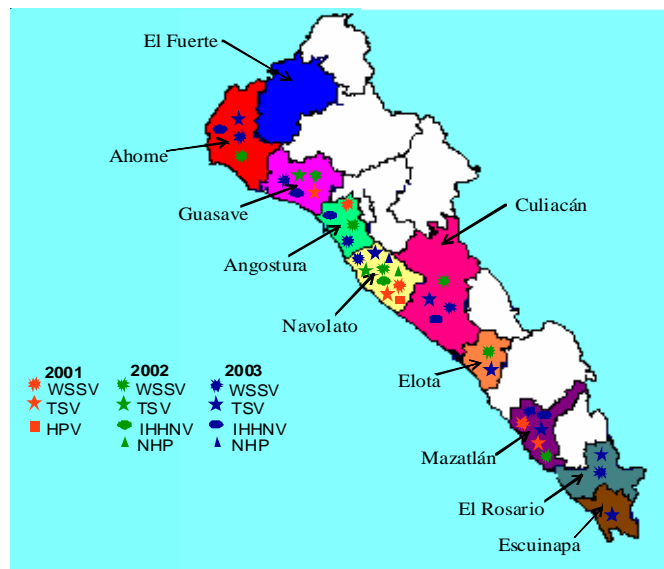 El Fuerte
Ahome
Guasave
Culiacán
Angostura
Navolato
Elota
Mazatlán
El Rosario
Escuinapa
2001 2002 2003
WSSV WSSV WSSV
TSV TSV TSV
HPV IHHNV IHHNV
NHP NHP